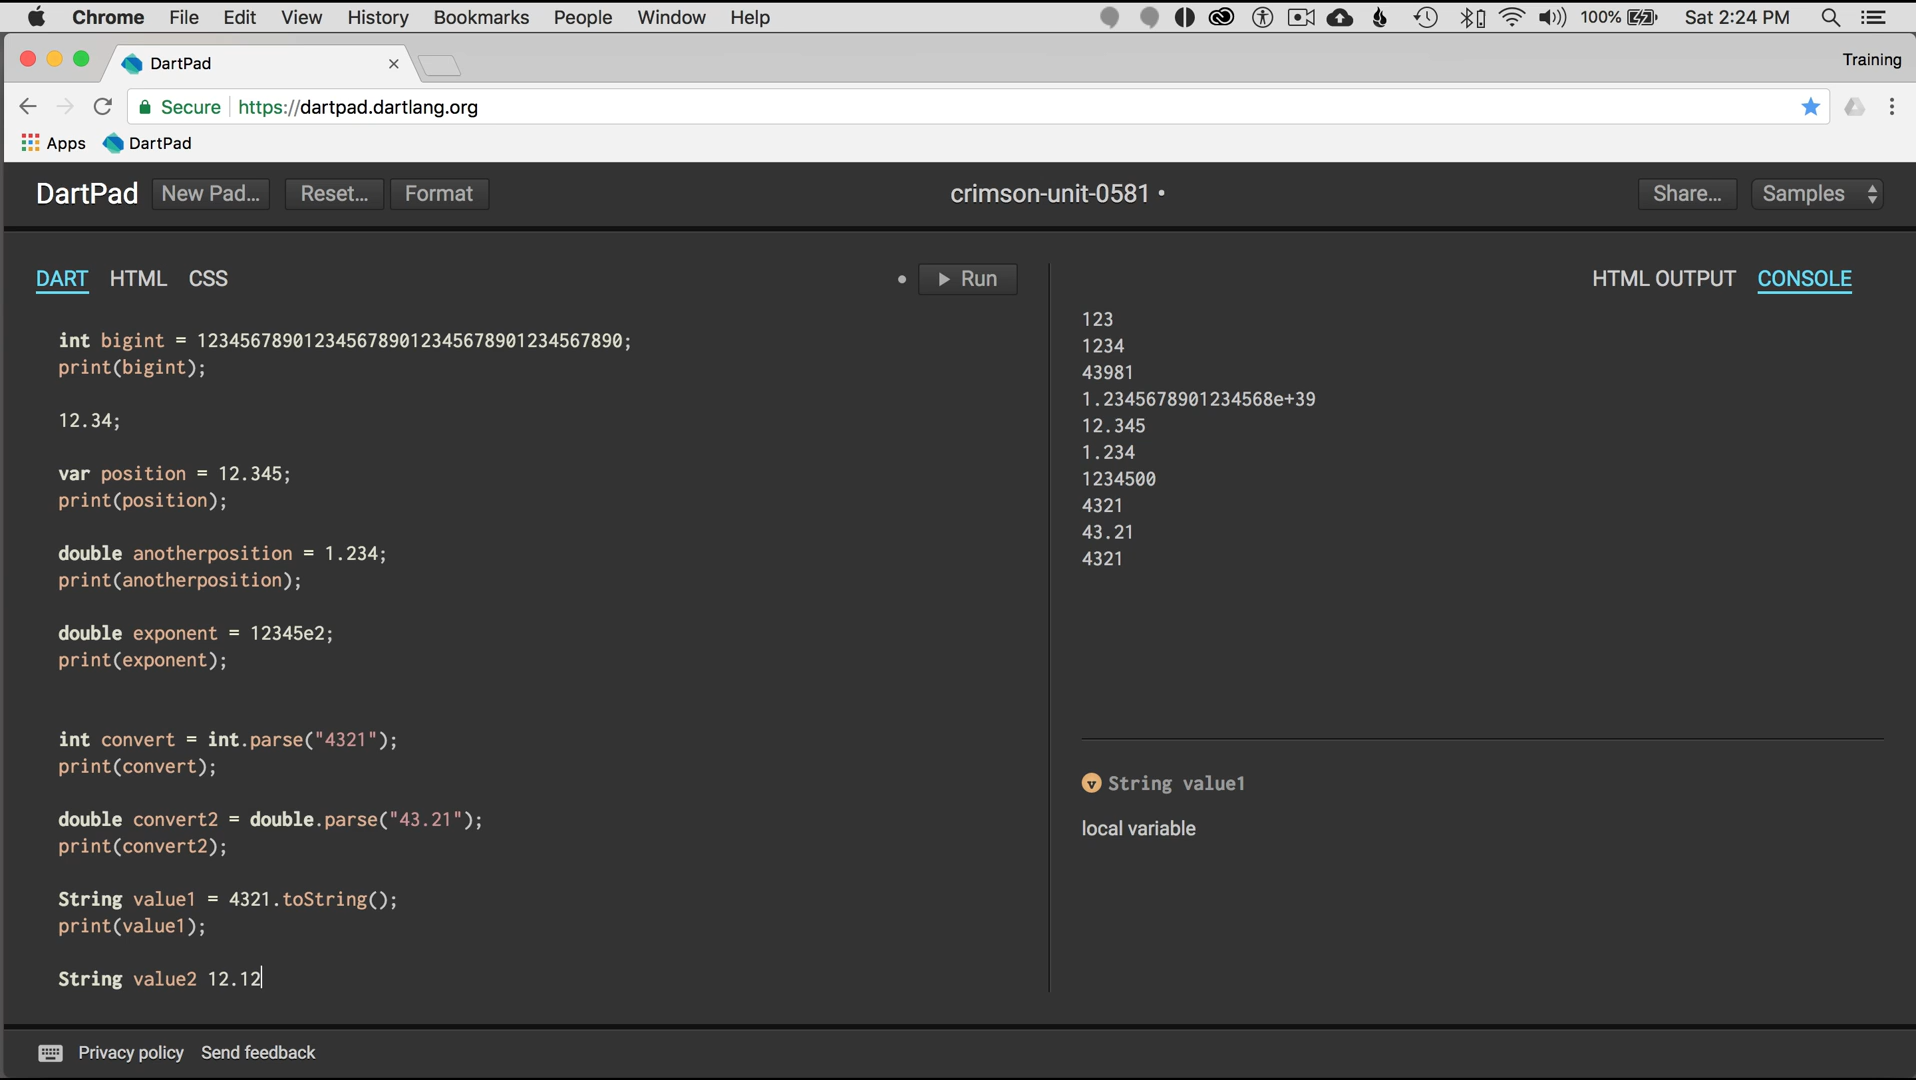 Chrome File Edit View History Bookmarks People Window Help 100% Sat 2:24 PM
DartPad Training
Secure https://dartpad.dartlang.org
Apps DartPad
DartPad New Pad... Reset... Format crimson-unit-0581 • Share... Samples
DART HTML CSS Run HTML OUTPUT CONSOLE
int bigint = 1234567890123456789012345678901234567890;
print(bigint);
12.34;
var position = 12.345;
print(position);
double anotherposition = 1.234;
print(anotherposition);
double exponent = 12345e2;
print(exponent);
int convert = int.parse("4321");
print(convert);
double convert2 = double.parse("43.21");
print(convert2);
String value1 = 4321.toString();
print(value1);
String value2 12.12
123
1234
43981
1.2345678901234568e+39
12.345
1.234
1234500
4321
43.21
4321
String value1
local variable
Privacy policy Send feedback